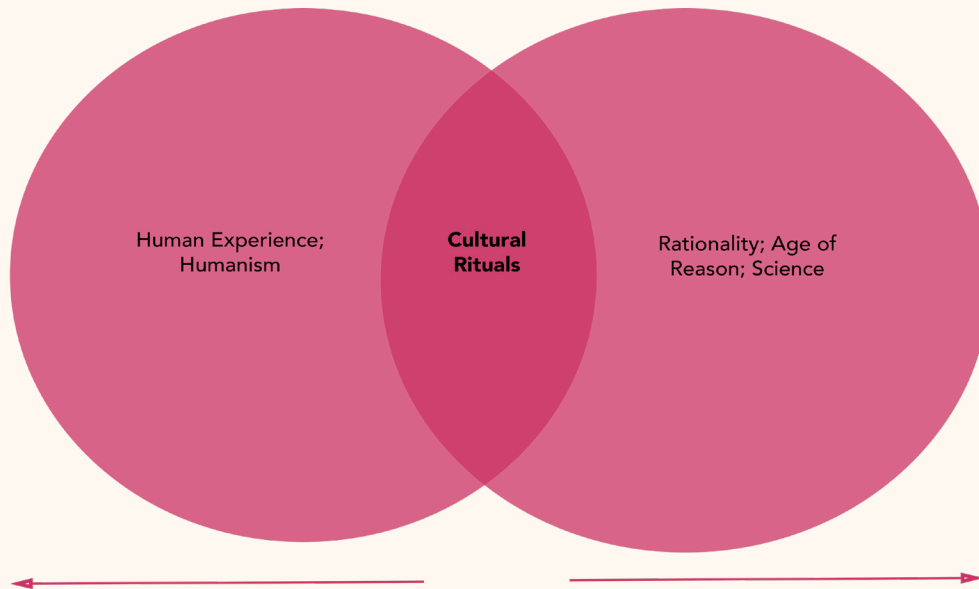 Human Experience;
Humanism
Cultural
Rituals
Rationality; Age of
Reason; Science